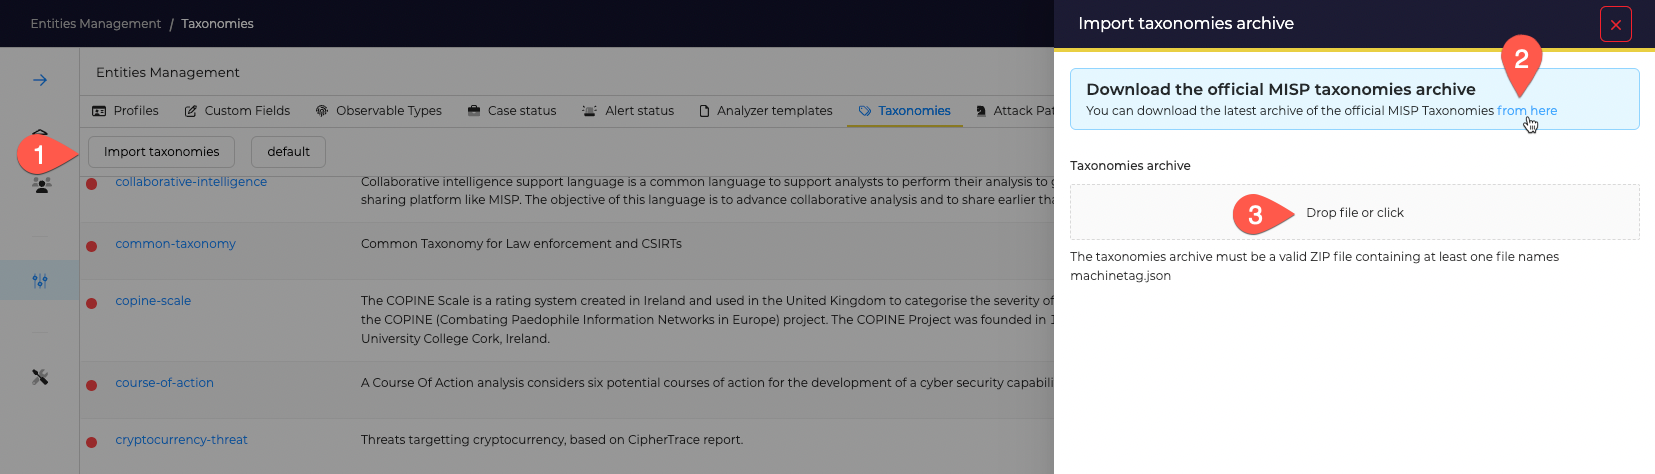 Entities Management / Taxonomies
Import taxonomies archive
Entities Management
Profiles
Custom Fields
Observable Types
Case status
Alert status
Analyzer templates
Taxonomies
Attack Pat
1
Import taxonomies
default
collaborative-intelligence
Collaborative intelligence support language is a common language to support analysts to perform their analysis to g
sharing platform like MISP. The objective of this language is to advance collaborative analysis and to share earlier tha
common-taxonomy
Common Taxonomy for Law enforcement and CSIRTs
copine-scale
The COPINE Scale is a rating system created in Ireland and used in the United Kingdom to categorise the severity of
the COPINE (Combating Paedophile Information Networks in Europe) project. The COPINE Project was founded in 1
University College Cork, Ireland.
course-of-action
A Course Of Action analysis considers six potential courses of action for the development of a cyber security capabili
cryptocurrency-threat
Threats targetting cryptocurrency, based on CipherTrace report.
2
Download the official MISP taxonomies archive
You can download the latest archive of the official MISP Taxonomies from here
Taxonomies archive
3
Drop file or click
The taxonomies archive must be a valid ZIP file containing at least one file names
machinetag.json